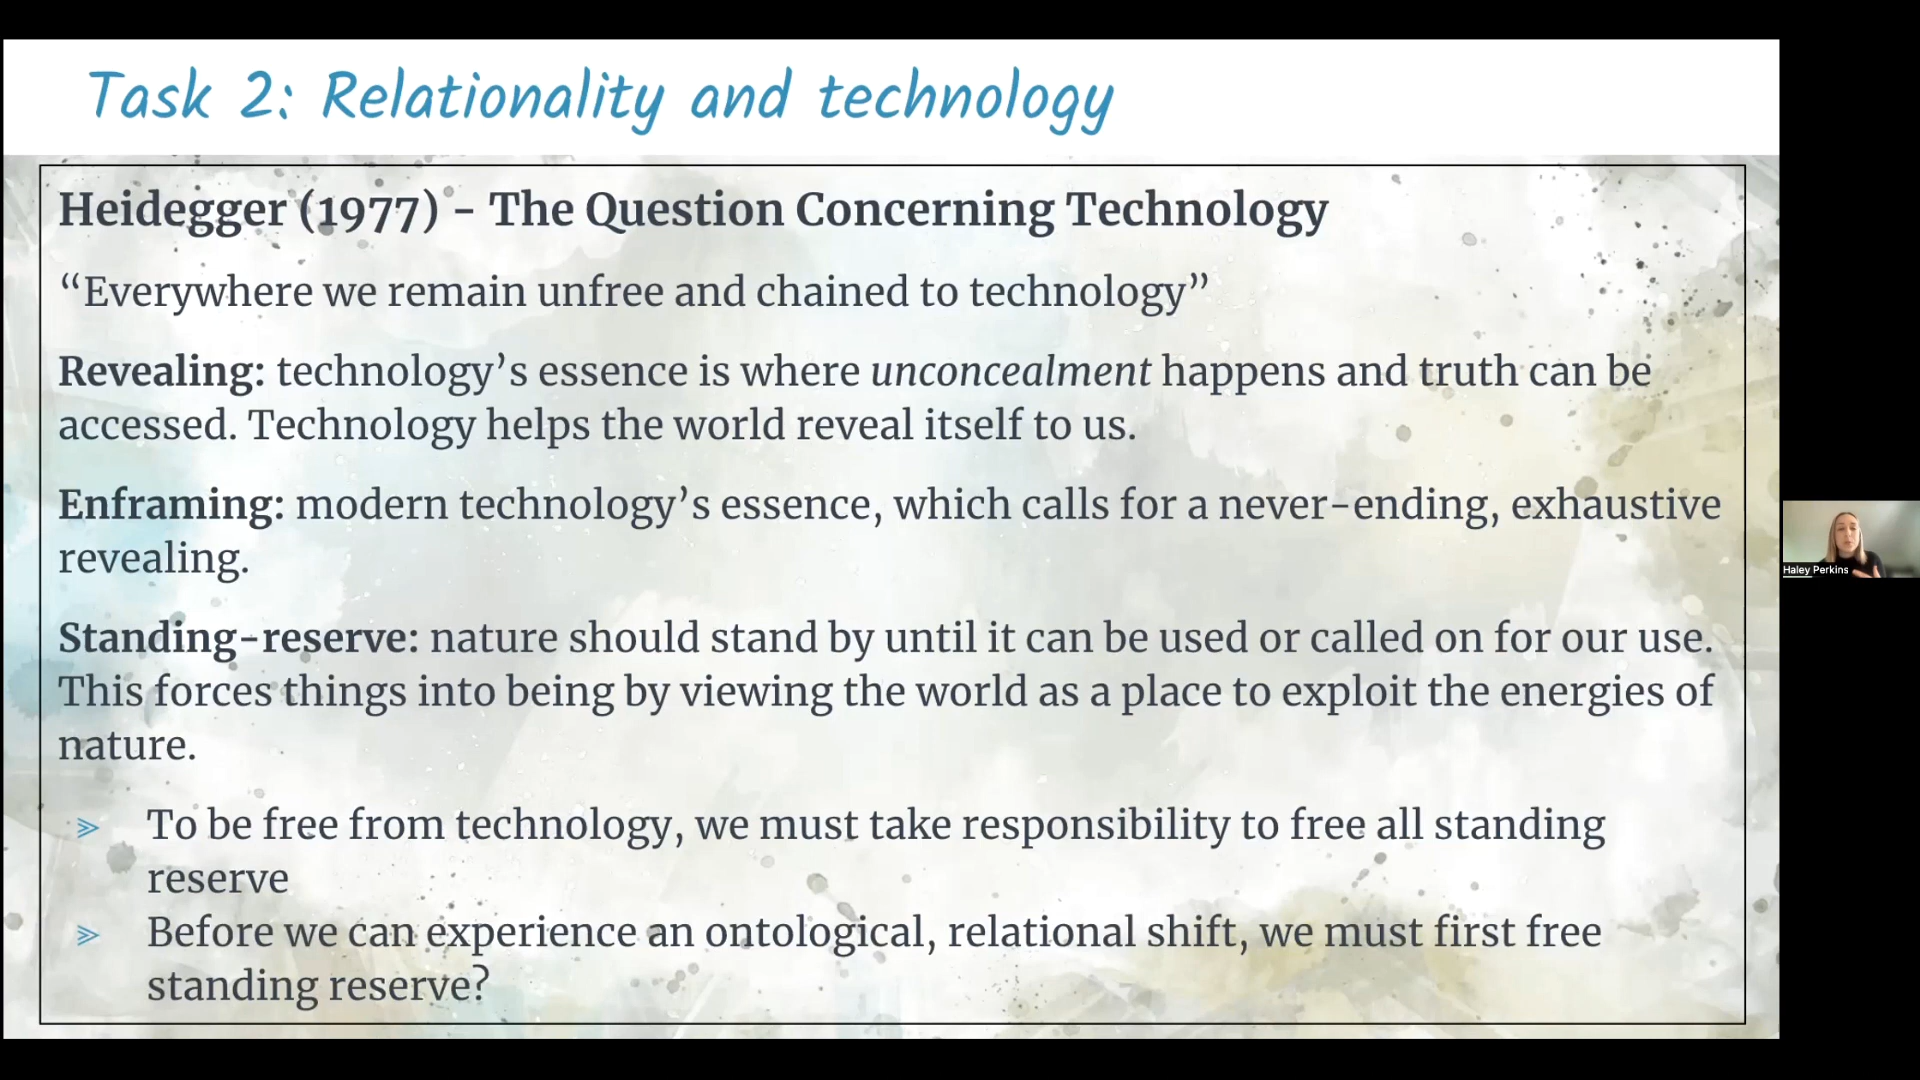 Task 2: Relationality and technology
Heidegger (1977) - The Question Concerning Technology
“Everywhere we remain unfree and chained to technology”
Revealing: technology’s essence is where unconcealment happens and truth can be
accessed. Technology helps the world reveal itself to us.
Enframing: modern technology’s essence, which calls for a never-ending, exhaustive
revealing.
Standing-reserve: nature should stand by until it can be used or called on for our use.
This forces things into being by viewing the world as a place to exploit the energies of
nature.
To be free from technology, we must take responsibility to free all standing
reserve
Before we can experience an ontological, relational shift, we must first free
standing reserve?
Haley Perkins